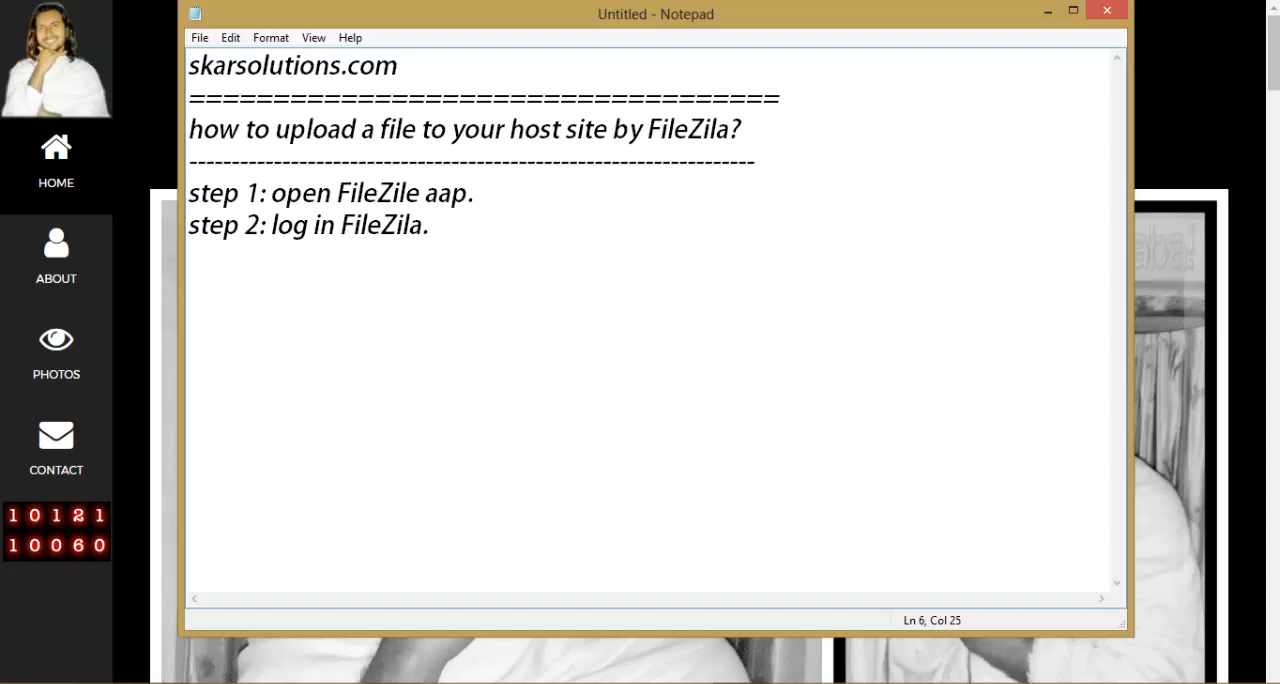 Untitled - Notepad
File Edit Format View Help
skarsolutions.com
===================================
how to upload a file to your host site by FileZila?
-------------------------------------------------------------------
step 1: open FileZile aap.
step 2: log in FileZila.
Ln 6, Col 25
HOME
ABOUT
PHOTOS
CONTACT
1 0 1 2 1
1 0 0 6 0